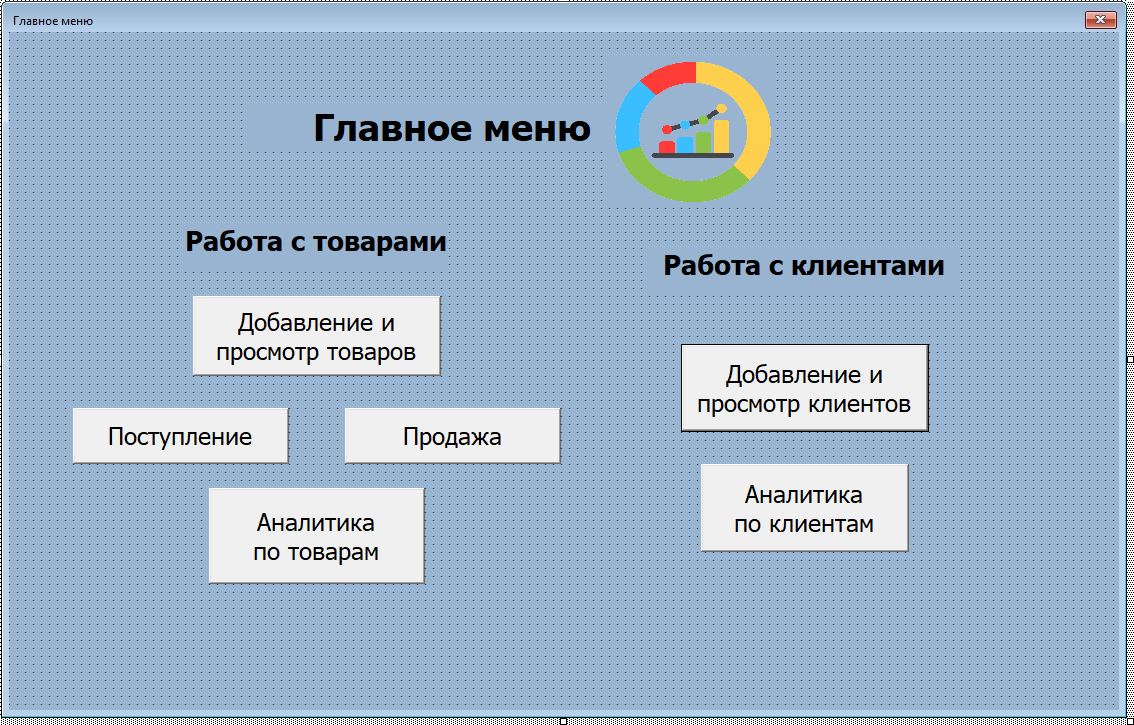 Главное меню
Главное меню
Работа с товарами
Добавление и
просмотр товаров
Поступление
Продажа
Аналитика
по товарам
Работа с клиентами
Добавление и
просмотр клиентов
Аналитика
по клиентам